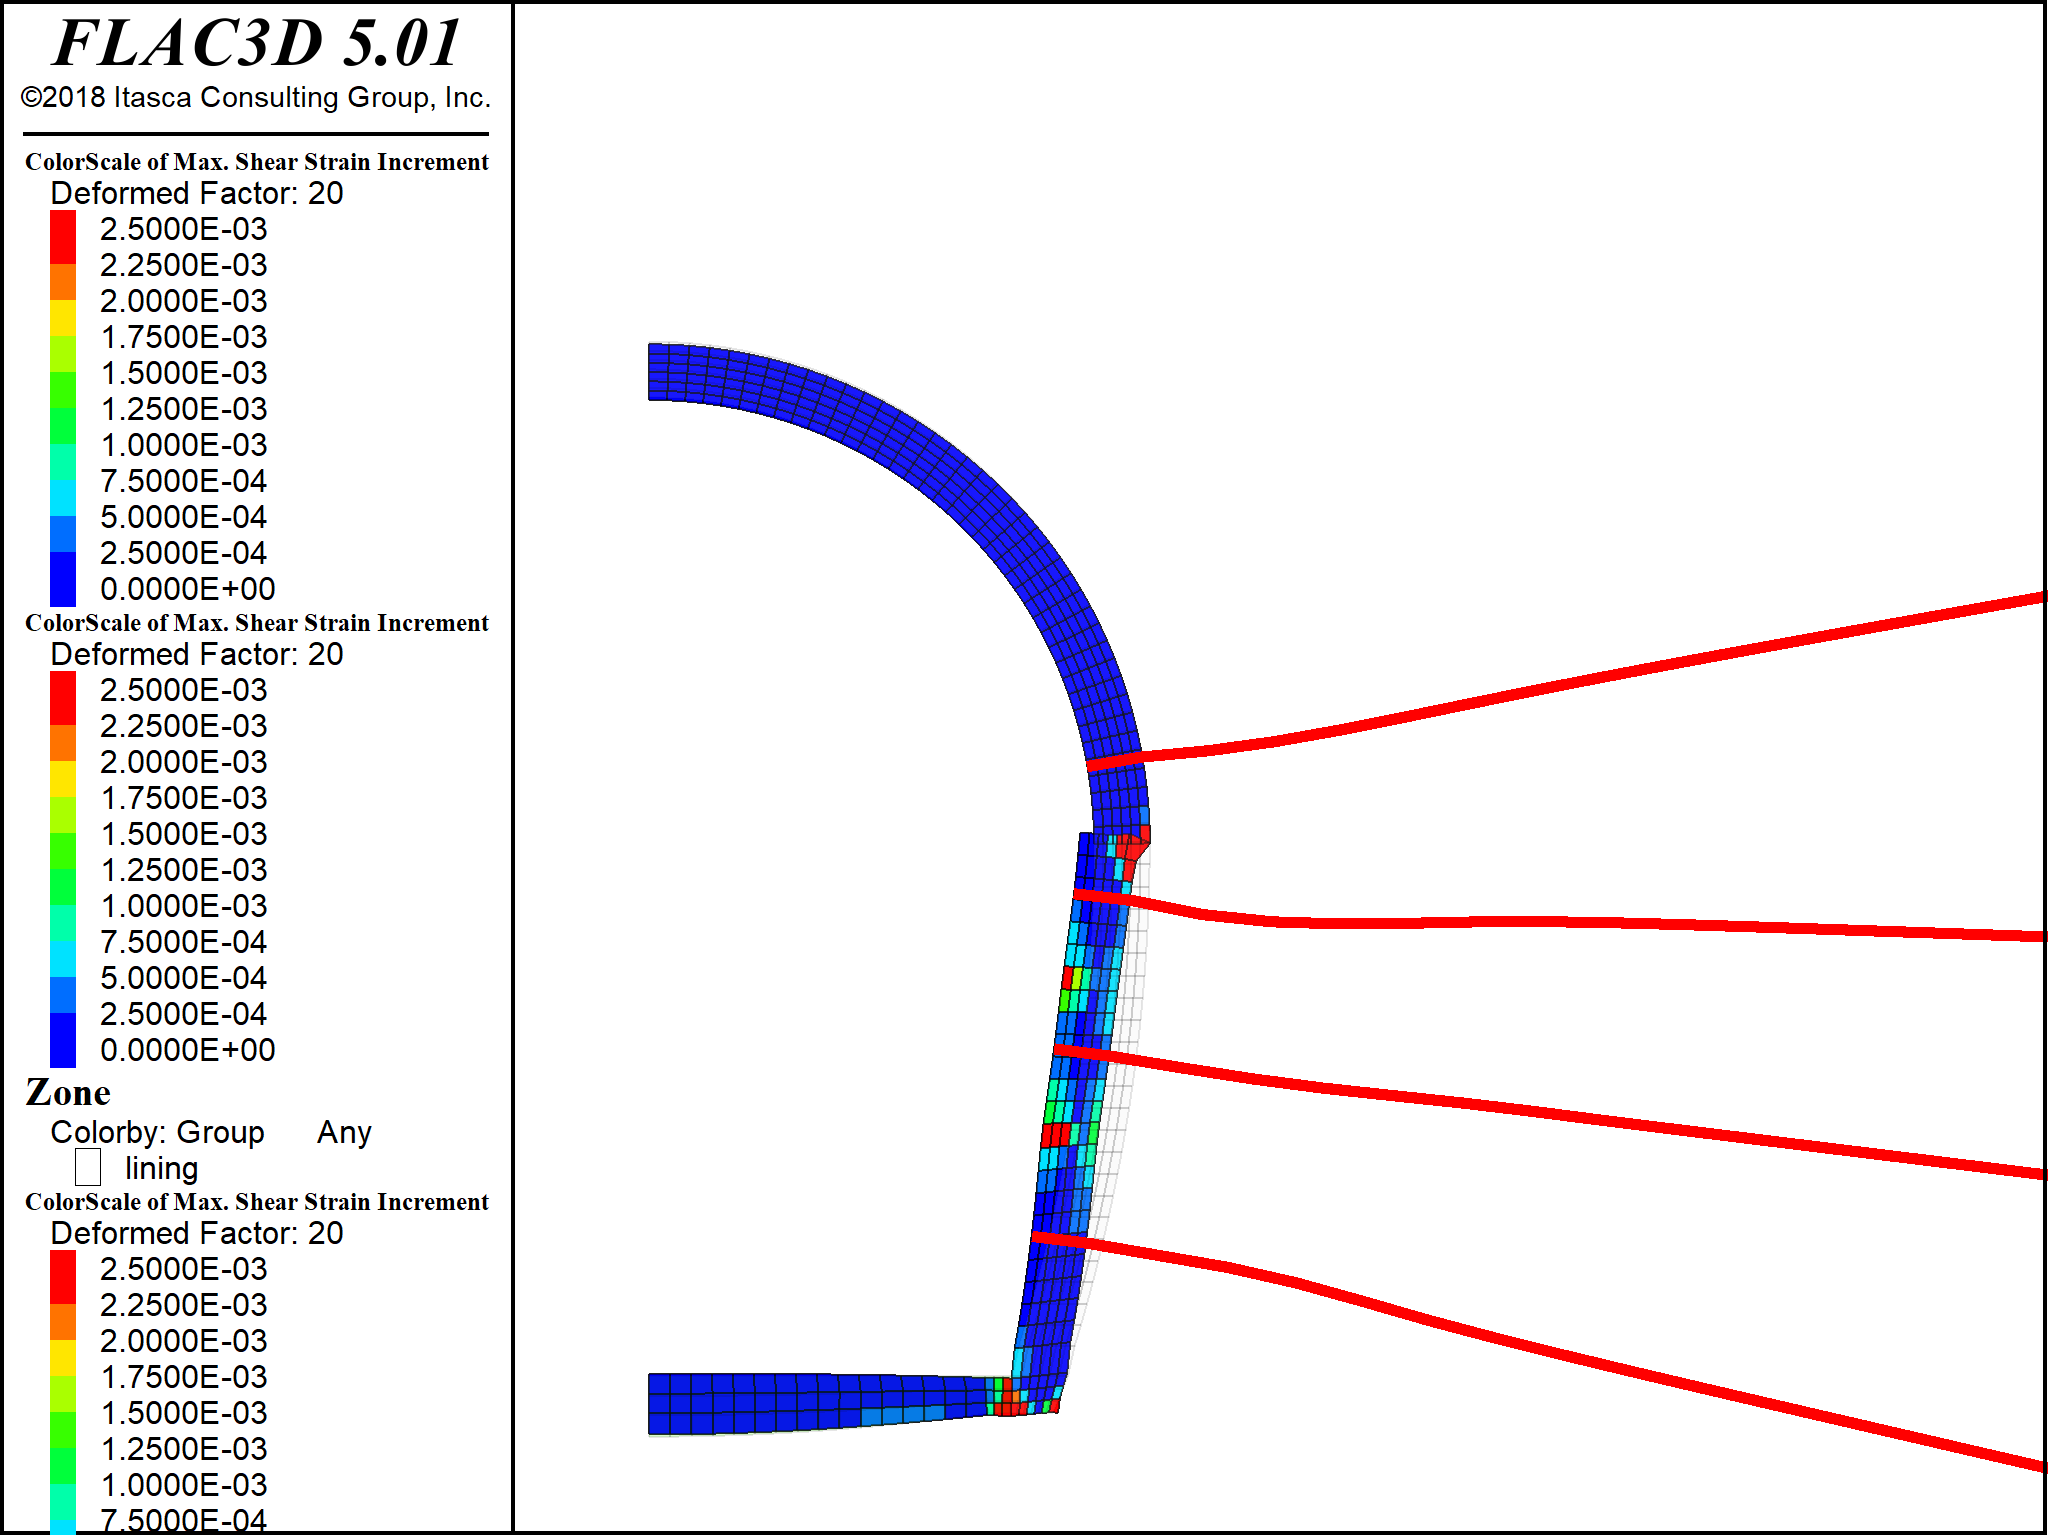 FLAC3D 5.01
©2018 Itasca Consulting Group, Inc.
ColorScale of Max. Shear Strain Increment
Deformed Factor: 20
2.5000E-03
2.2500E-03
2.0000E-03
1.7500E-03
1.5000E-03
1.2500E-03
1.0000E-03
7.5000E-04
5.0000E-04
2.5000E-04
0.0000E+00
ColorScale of Max. Shear Strain Increment
Deformed Factor: 20
2.5000E-03
2.2500E-03
2.0000E-03
1.7500E-03
1.5000E-03
1.2500E-03
1.0000E-03
7.5000E-04
5.0000E-04
2.5000E-04
0.0000E+00
Zone
Colorby: Group Any
lining
ColorScale of Max. Shear Strain Increment
Deformed Factor: 20
2.5000E-03
2.2500E-03
2.0000E-03
1.7500E-03
1.5000E-03
1.2500E-03
1.0000E-03
7.5000E-04